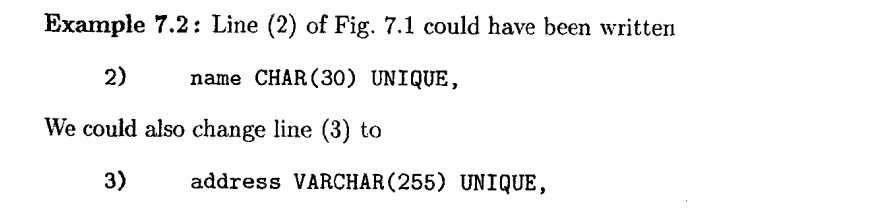 Example 7.2: Line (2) of Fig. 7.1 could have been written
2) name CHAR(30) UNIQUE,
We could also change line (3) to
3) address VARCHAR(255) UNIQUE,